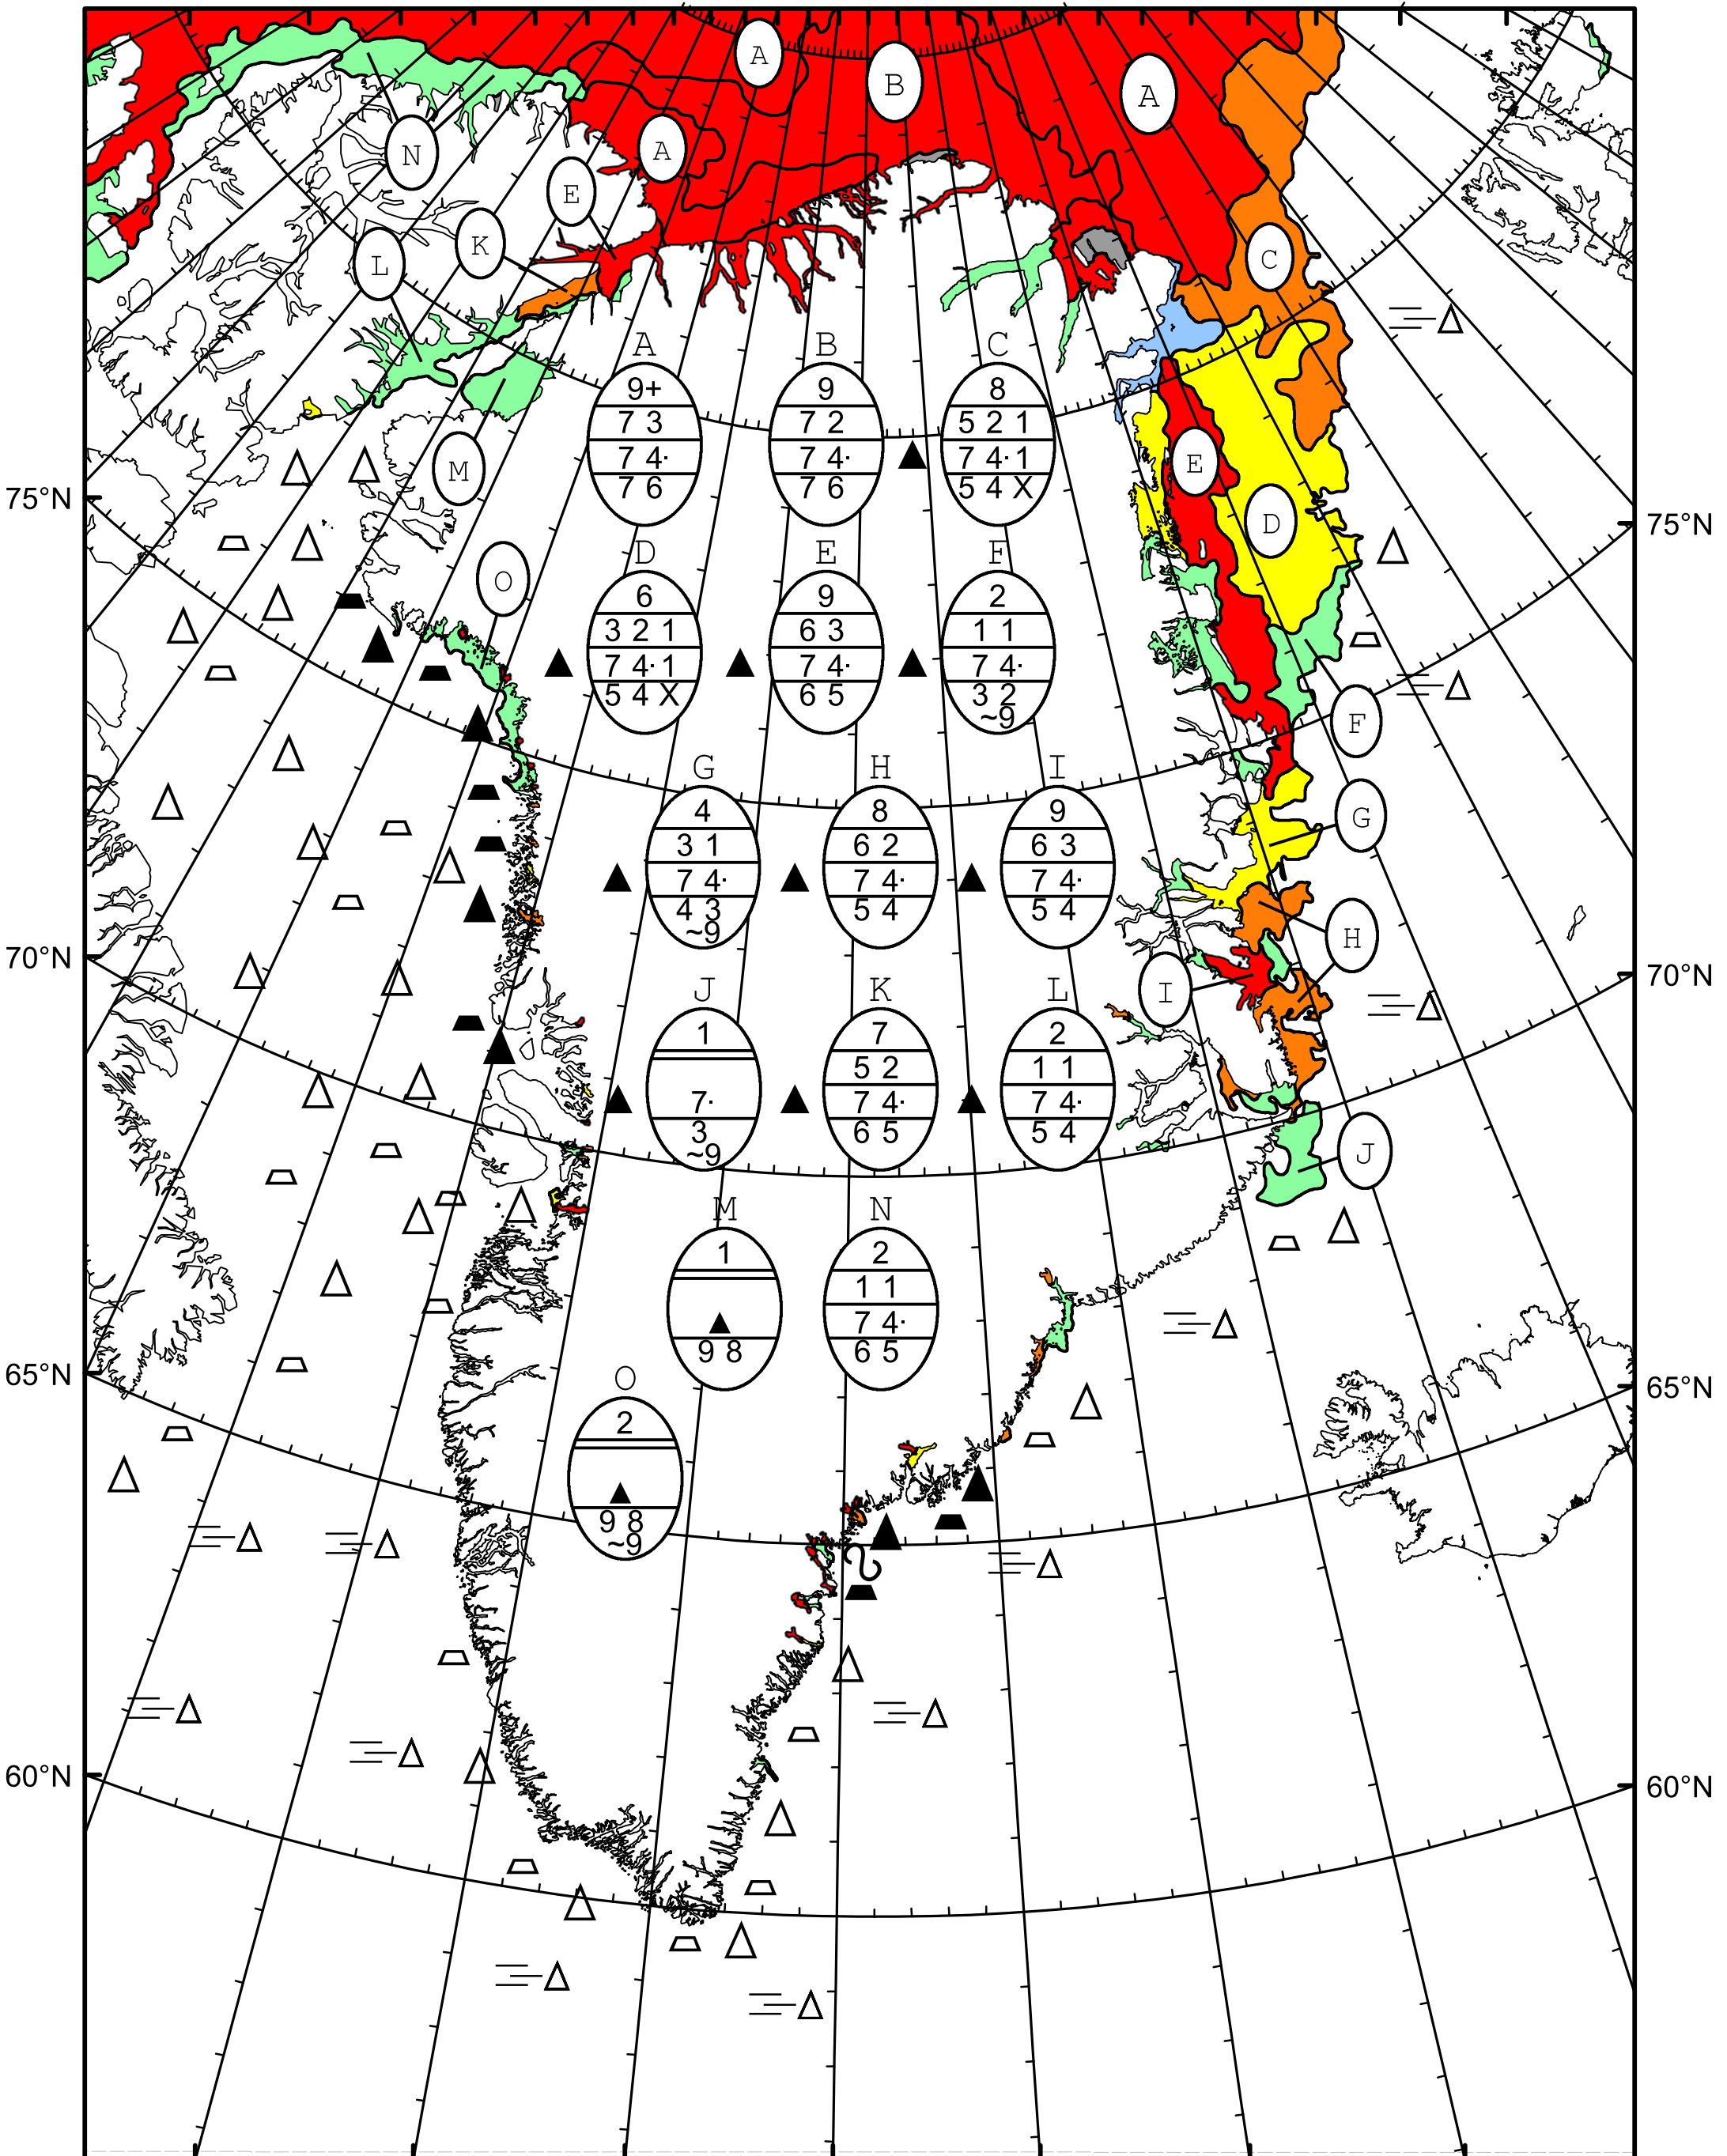 A
B
A
N
A
E
K
L
C
A
B
C
9+
9
8
7 3
7 2
5 2 1
7 4·
7 4·
7 4·1
7 6
7 6
5 4 X
M
E
75°N
D
75°N
O
D
E
F
6
9
2
3 2 1
6 3
1 1
7 4·1
7 4·
7 4·
5 4 X
6 5
3 2
~9
F
G
H
I
4
8
9
G
3 1
6 2
6 3
7 4·
7 4·
7 4·
4 3
5 4
5 4
~9
H
70°N
70°N
I
J
K
L
1
7
2
5 2
1 1
7·
7 4·
7 4·
3
6 5
5 4
~9
J
M
N
1
2
1 1
7 4·
9 8
6 5
65°N
65°N
O
2
9 8
~9
60°N
60°N